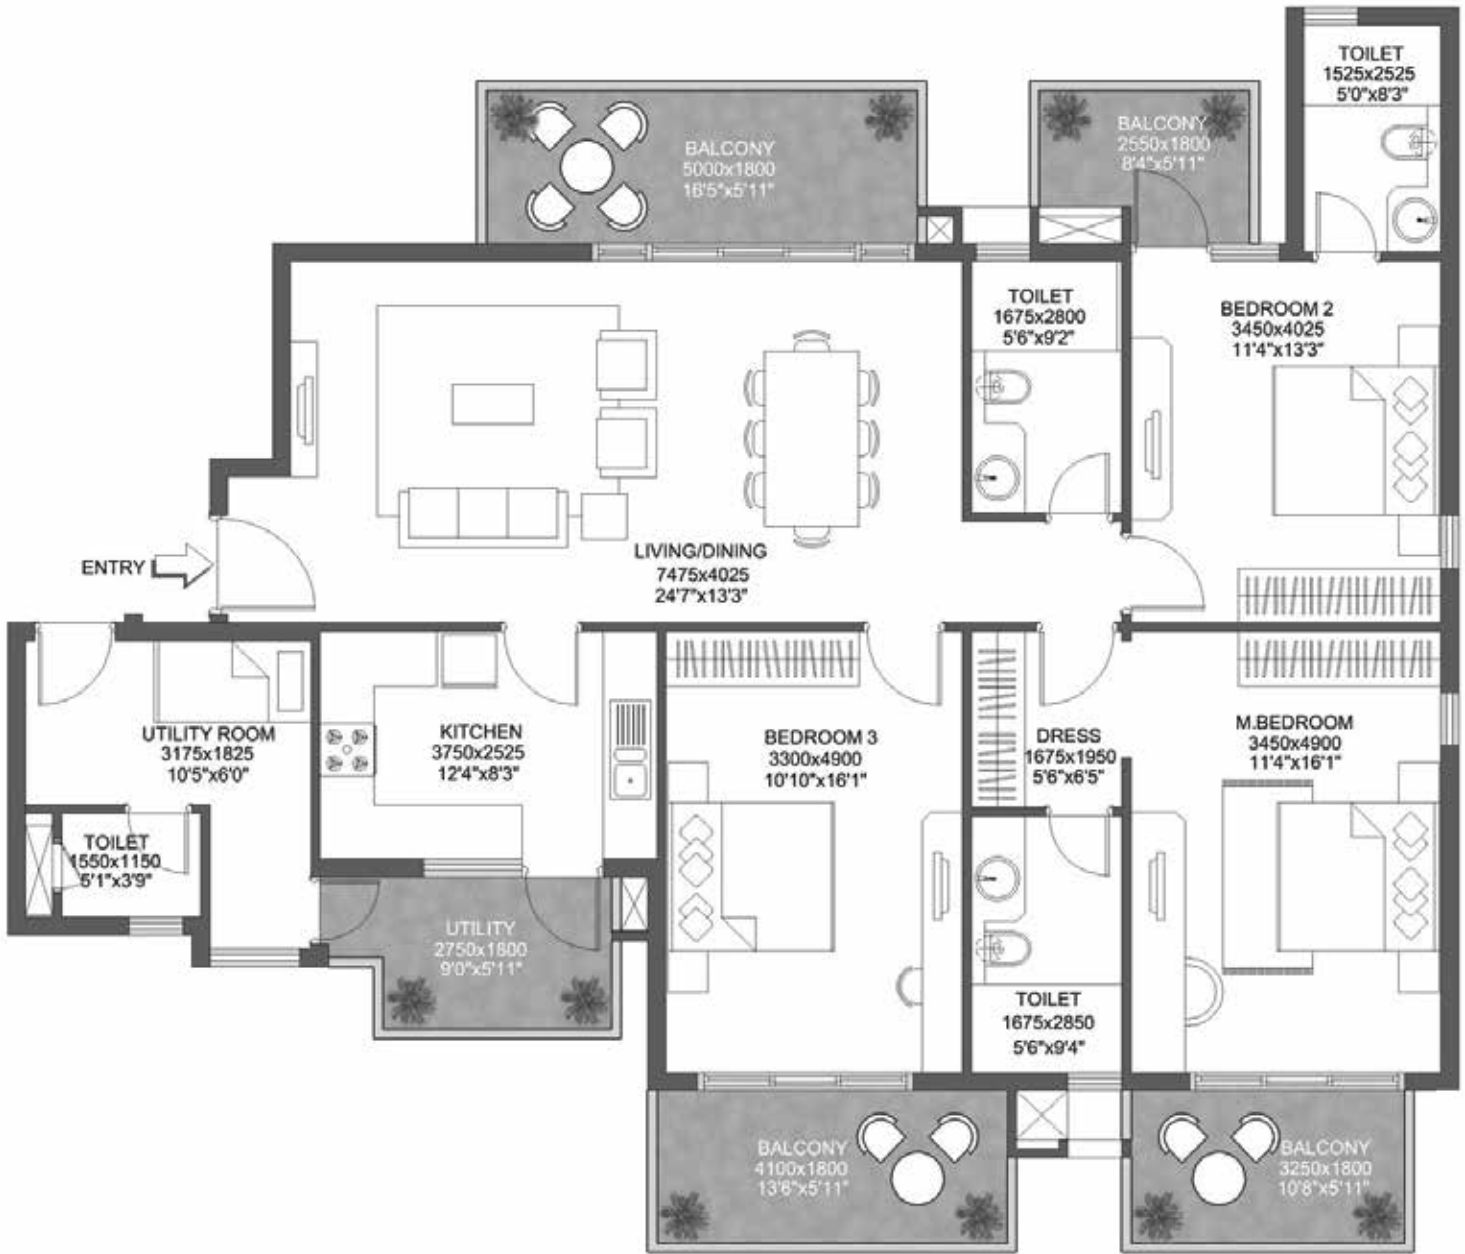 TOILET
1525x2525
5'0"x8'3"
BALCONY
5000x1800
16'5"x5'11"
BALCONY
2550x1800
8'4"x5'11"
TOILET
1675x2800
5'6"x9'2"
BEDROOM 2
3450x4025
11'4"x13'3"
ENTRY
LIVING/DINING
7475x4025
24'7"x13'3"
UTILITY ROOM
3175x1825
10'5"x6'0"
KITCHEN
3750x2525
12'4"x8'3"
BEDROOM 3
3300x4900
10'10"x16'1"
DRESS
1675x1950
5'6"x6'5"
M.BEDROOM
3450x4900
11'4"x16'1"
TOILET
1550x1150
5'1"x3'9"
UTILITY
2750x1800
9'0"x5'11"
TOILET
1675x2850
5'6"x9'4"
BALCONY
4100x1800
13'6"x5'11"
BALCONY
3250x1800
10'8"x5'11"